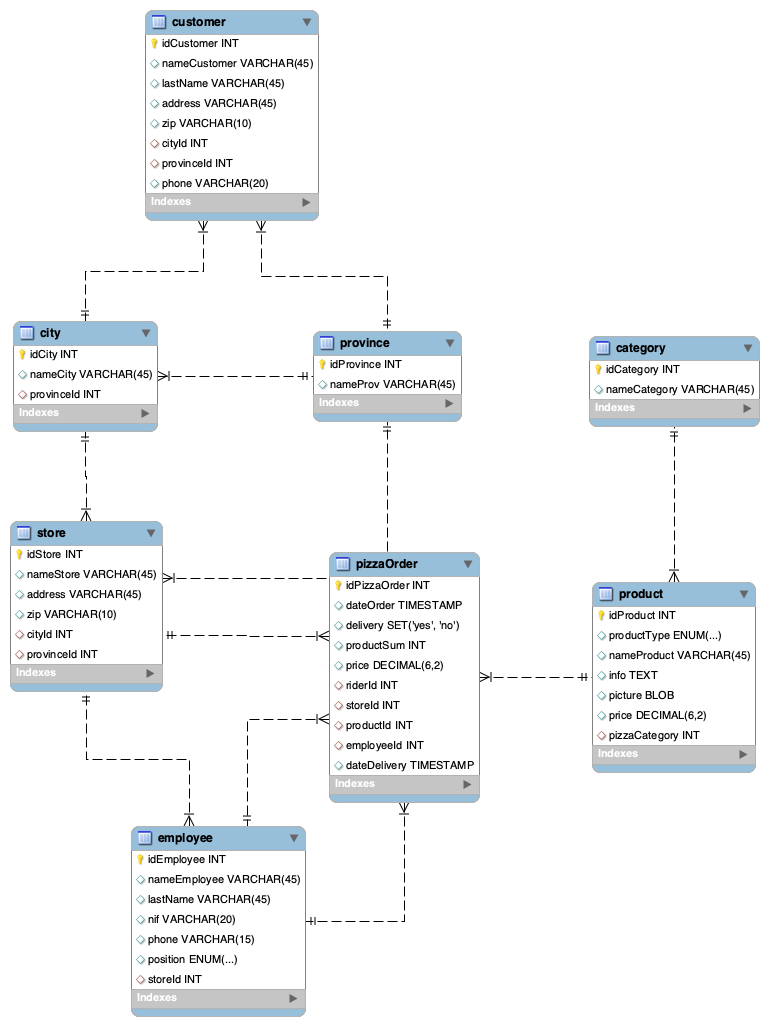 customer
idCustomer INT
nameCustomer VARCHAR(45)
lastName VARCHAR(45)
address VARCHAR(45)
zip VARCHAR(10)
cityId INT
provinceId INT
phone VARCHAR(20)
Indexes
city
idCity INT
nameCity VARCHAR(45)
provinceId INT
Indexes
province
idProvince INT
nameProv VARCHAR(45)
Indexes
category
idCategory INT
nameCategory VARCHAR(45)
Indexes
store
idStore INT
nameStore VARCHAR(45)
address VARCHAR(45)
zip VARCHAR(10)
cityId INT
provinceId INT
Indexes
pizzaOrder
idPizzaOrder INT
dateOrder TIMESTAMP
delivery SET('yes', 'no')
productSum INT
price DECIMAL(6,2)
riderId INT
storeId INT
productId INT
employeeId INT
dateDelivery TIMESTAMP
Indexes
product
idProduct INT
productType ENUM(...)
nameProduct VARCHAR(45)
info TEXT
picture BLOB
price DECIMAL(6,2)
pizzaCategory INT
Indexes
employee
idEmployee INT
nameEmployee VARCHAR(45)
lastName VARCHAR(45)
nif VARCHAR(20)
phone VARCHAR(15)
position ENUM(...)
storeId INT
Indexes